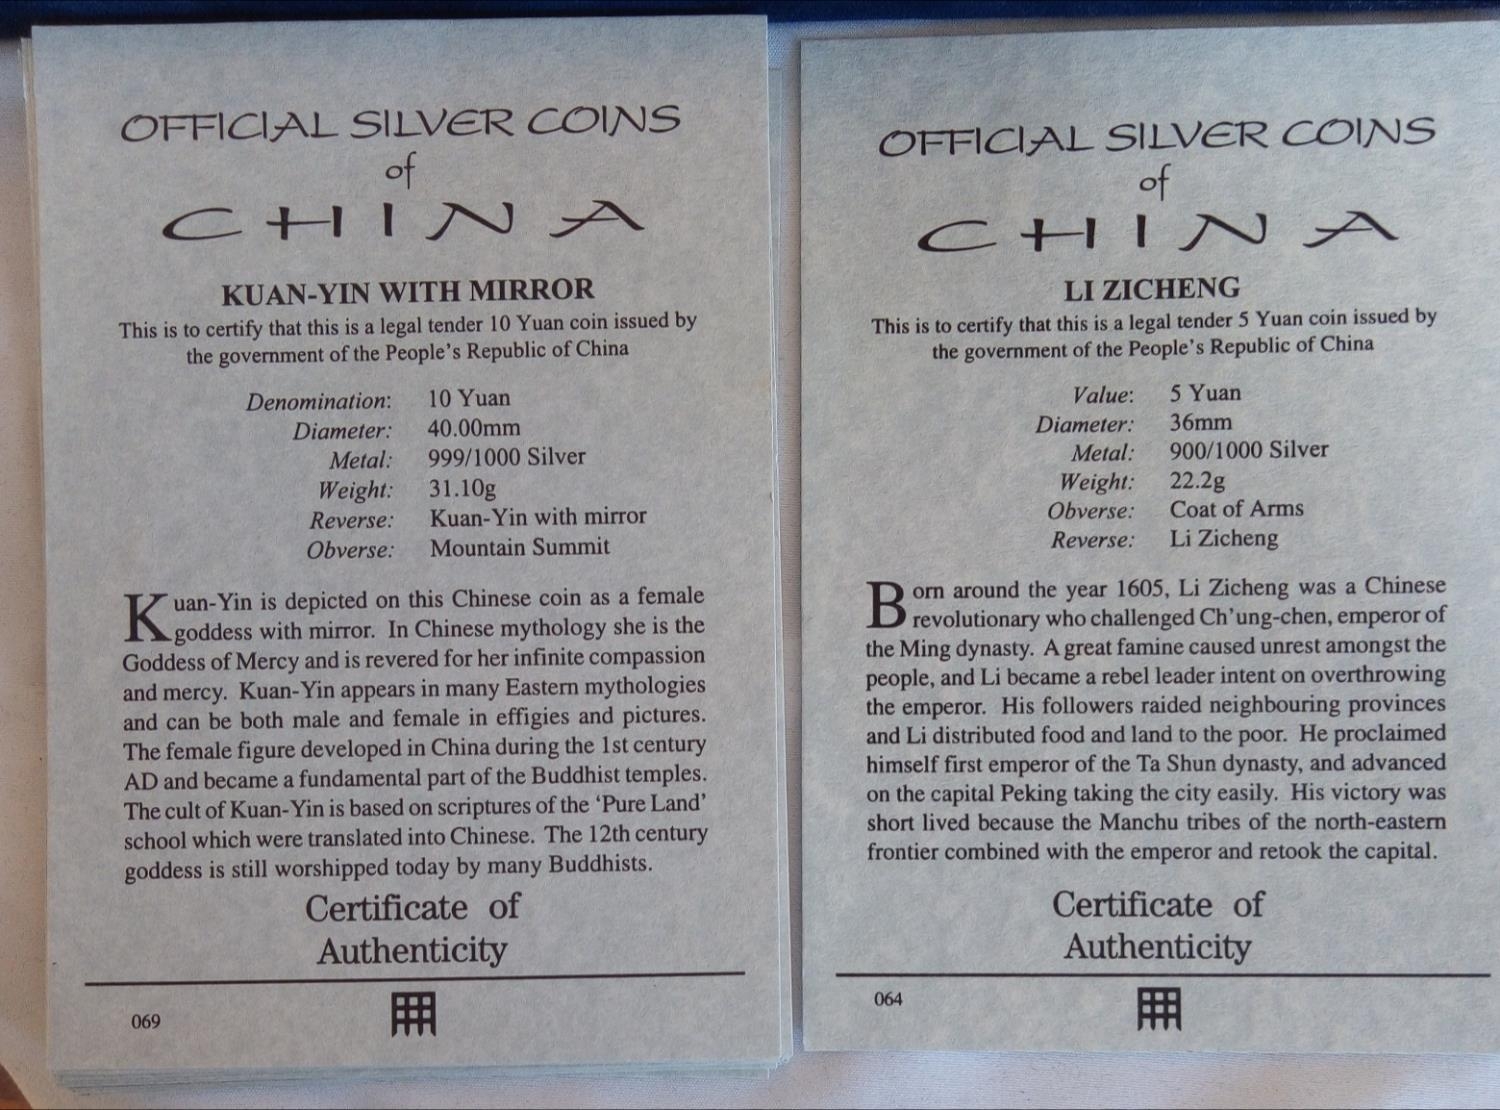 OFFICIAL SILVER COINS
of
CHINA
KUAN-YIN WITH MIRROR
This is to certify that this is a legal tender 10 Yuan coin issued by
the government of the People's Republic of China
Denomination: 10 Yuan
Diameter: 40.00mm
Metal: 999/1000 Silver
Weight: 31.10g
Reverse: Kuan-Yin with mirror
Obverse: Mountain Summit
Kuan-Yin is depicted on this Chinese coin as a female
goddess with mirror. In Chinese mythology she is the
Goddess of Mercy and is revered for her infinite compassion
and mercy. Kuan-Yin appears in many Eastern mythologies
and can be both male and female in effigies and pictures.
The female figure developed in China during the 1st century
AD and became a fundamental part of the Buddhist temples.
The cult of Kuan-Yin is based on scriptures of the 'Pure Land'
school which were translated into Chinese. The 12th century
goddess is still worshipped today by many Buddhists.
Certificate of
Authenticity
069
OFFICIAL SILVER COINS
of
CHINA
LI ZICHENG
This is to certify that this is a legal tender 5 Yuan coin issued by
the government of the People's Republic of China
Value: 5 Yuan
Diameter: 36mm
Metal: 900/1000 Silver
Weight: 22.2g
Obverse: Coat of Arms
Reverse: Li Zicheng
Born around the year 1605, Li Zicheng was a Chinese
revolutionary who challenged Ch'ung-chen, emperor of
the Ming dynasty. A great famine caused unrest amongst the
people, and Li became a rebel leader intent on overthrowing
the emperor. His followers raided neighbouring provinces
and Li distributed food and land to the poor. He proclaimed
himself first emperor of the Ta Shun dynasty, and advanced
on the capital Peking taking the city easily. His victory was
short lived because the Manchu tribes of the north-eastern
frontier combined with the emperor and retook the capital.
Certificate of
Authenticity
064